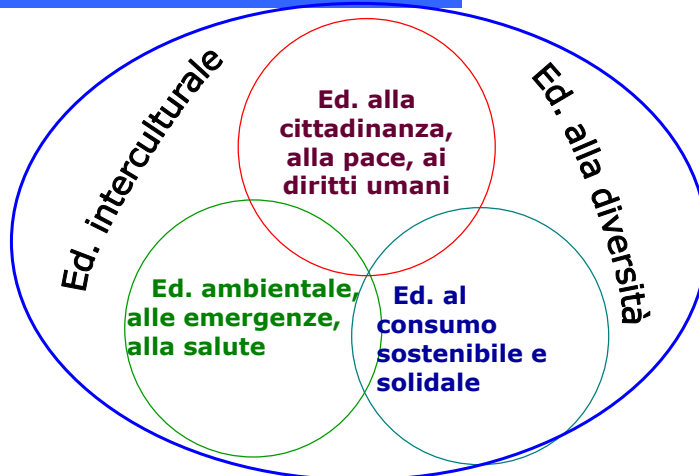 Ed. interculturale
Ed. alla diversità
Ed. alla
cittadinanza,
alla pace, ai
diritti umani
Ed. ambientale,
alle emergenze,
alla salute
Ed. al
consumo
sostenibile e
solidale